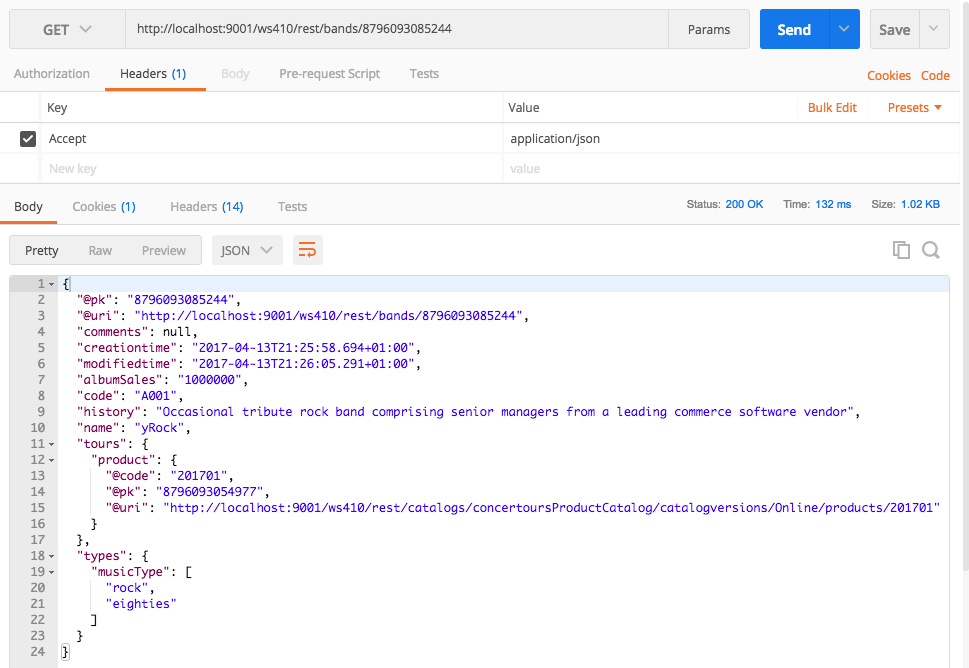 GET http://localhost:9001/ws410/rest/bands/8796093085244 Params Send Save
Authorization Headers (1) Body Pre-request Script Tests Cookies Code
Key Value Bulk Edit Presets
Accept application/json
New key value
Body Cookies (1) Headers (14) Tests Status: 200 OK Time: 132 ms Size: 1.02 KB
Pretty Raw Preview JSON
1 {
2 "@pk": "8796093085244",
3 "@uri": "http://localhost:9001/ws410/rest/bands/8796093085244",
4 "comments": null,
5 "creationtime": "2017-04-13T21:25:58.694+01:00",
6 "modifiedtime": "2017-04-13T21:26:05.291+01:00",
7 "albumSales": "1000000",
8 "code": "A001",
9 "history": "Occasional tribute rock band comprising senior managers from a leading commerce software vendor",
10 "name": "yRock",
11 "tours": {
12 "product": {
13 "@code": "201701",
14 "@pk": "8796093054977",
15 "@uri": "http://localhost:9001/ws410/rest/catalogs/concertoursProductCatalog/catalogversions/Online/products/201701"
16 }
17 },
18 "types": {
19 "musicType": [
20 "rock",
21 "eighties"
22 ]
23 }
24 }